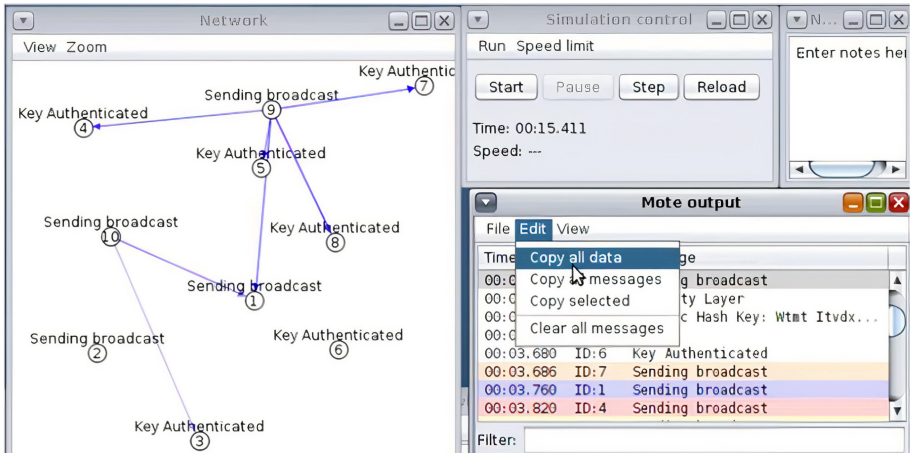 Network
View Zoom
Key Authentic
7
Sending broadcast
9
Key Authenticated
4
Key Authenticated
5
Sending broadcast
10
Key Authenticated
8
Sending broadcast
1
Sending broadcast
2
Key Authenticated
6
Key Authenticated
3
Simulation control
Run Speed limit
Start Pause Step Reload
Time: 00:15.411
Speed: ---
N...
Enter notes her
Mote output
File Edit View
Copy all data
Copy all messages
Copy selected
Clear all messages
Time ge
00:0 g broadcast
00:0 ty Layer
00:0 c Hash Key: Wtmt Itvdx...
00:0
00:03.680 ID:6 Key Authenticated
00:03.686 ID:7 Sending broadcast
00:03.760 ID:1 Sending broadcast
00:03.820 ID:4 Sending broadcast
Filter: